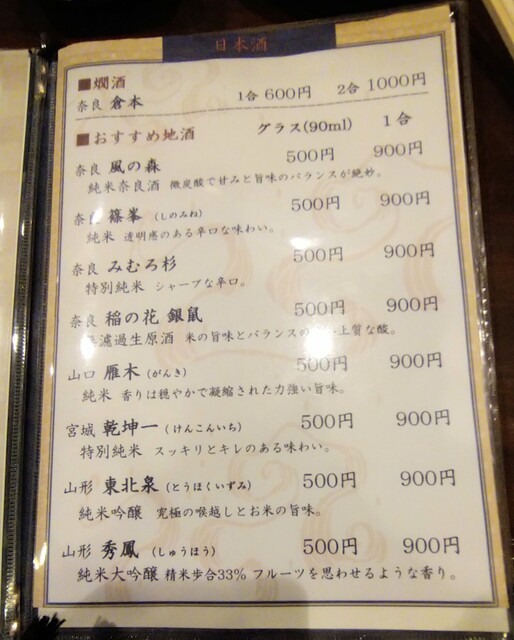 日本酒
■燗酒
奈良 倉本 1合 600円 2合 1000円
■おすすめ地酒 グラス(90ml) 1合
奈良 風の森 500円 900円
純米奈良酒 微炭酸で甘みと旨味のバランスが絶妙。
奈良 篠峯 (しのみね) 500円 900円
純米 透明感のある辛口な味わい。
奈良 みむろ杉 500円 900円
特別純米 シャープな辛口。
奈良 稲の花 銀鼠 500円 900円
濾過生原酒 米の旨味とバランスの 上質な酸。
山口 雁木 (がんき) 500円 900円
純米 香りは穏やかで凝縮された力強い旨味。
宮城 乾坤一 (けんこんいち) 500円 900円
特別純米 スッキリとキレのある味わい。
山形 東北泉 (とうほくいずみ) 500円 900円
純米吟醸 究極の喉越しとお米の旨味。
山形 秀鳳 (しゅうほう) 500円 900円
純米大吟醸 精米歩合33% フルーツを思わせるような香り。